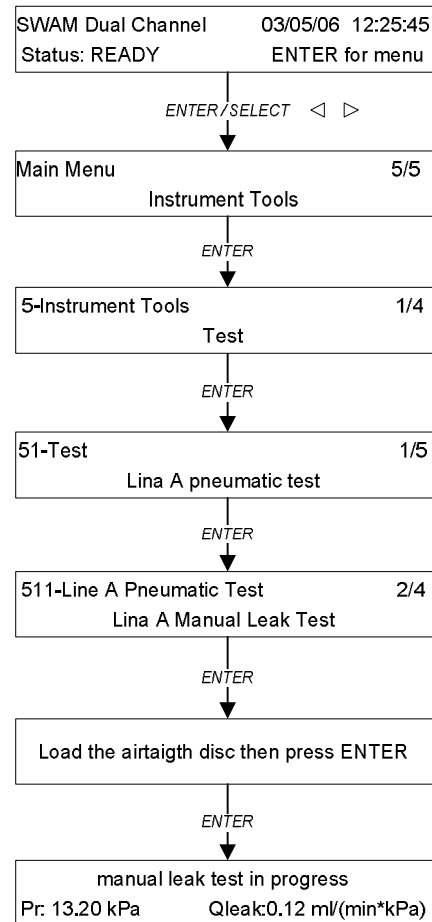 SWAM Dual Channel 03/05/06 12:25:45
Status: READY ENTER for menu
ENTER/SELECT ◁ ▷
Main Menu 5/5
Instrument Tools
ENTER
5-Instrument Tools 1/4
Test
ENTER
51-Test 1/5
Lina A pneumatic test
ENTER
511-Line A Pneumatic Test 2/4
Lina A Manual Leak Test
ENTER
Load the airtaigth disc then press ENTER
ENTER
manual leak test in progress
Pr: 13.20 kPa Qleak:0.12 ml/(min*kPa)